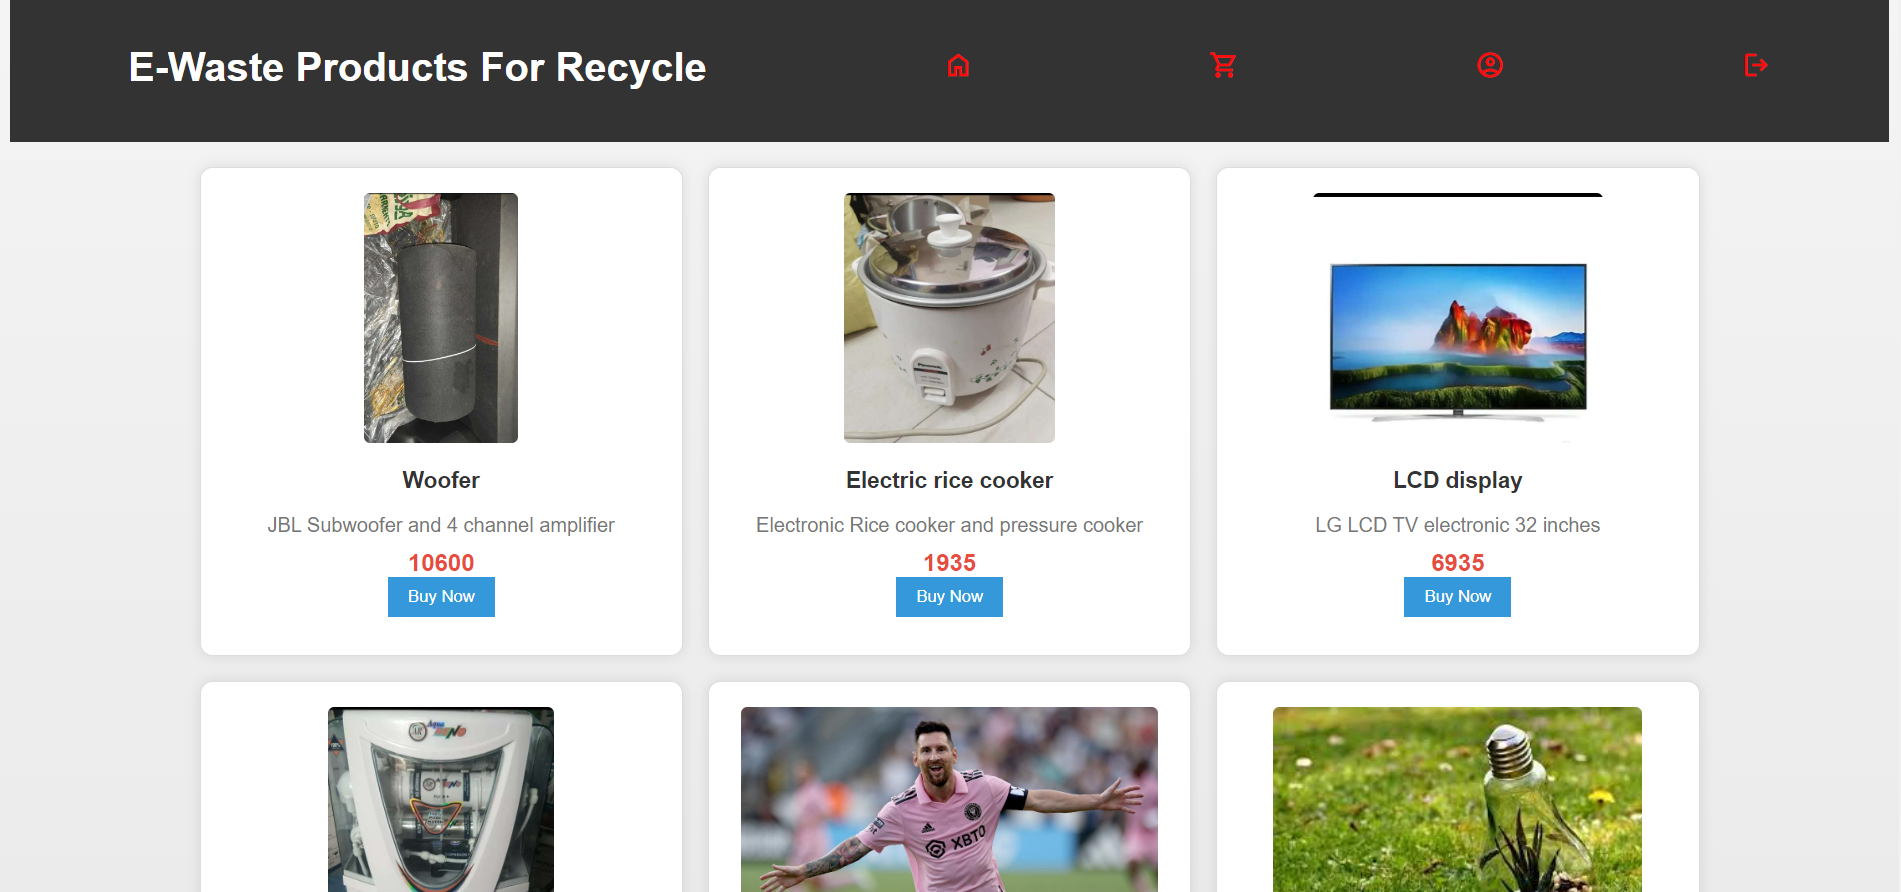 E-Waste Products For Recycle
Woofer
JBL Subwoofer and 4 channel amplifier
10600
Buy Now
Electric rice cooker
Electronic Rice cooker and pressure cooker
1935
Buy Now
LCD display
LG LCD TV electronic 32 inches
6935
Buy Now
Aqua
XBTO